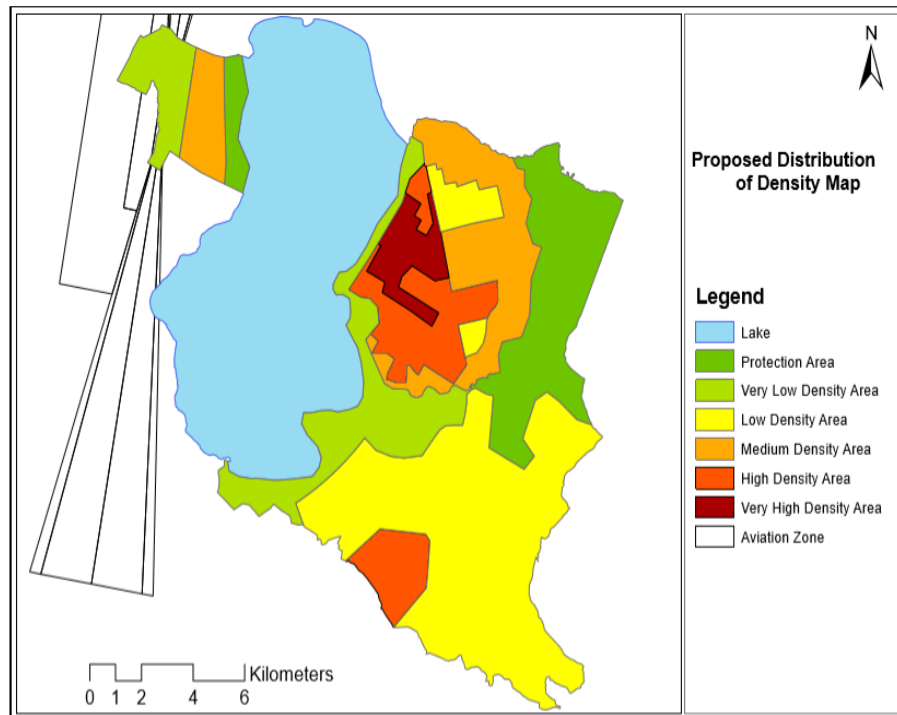 N
Proposed Distribution
of Density Map
Legend
Lake
Protection Area
Very Low Density Area
Low Density Area
Medium Density Area
High Density Area
Very High Density Area
Aviation Zone
Kilometers
0 1 2 4 6